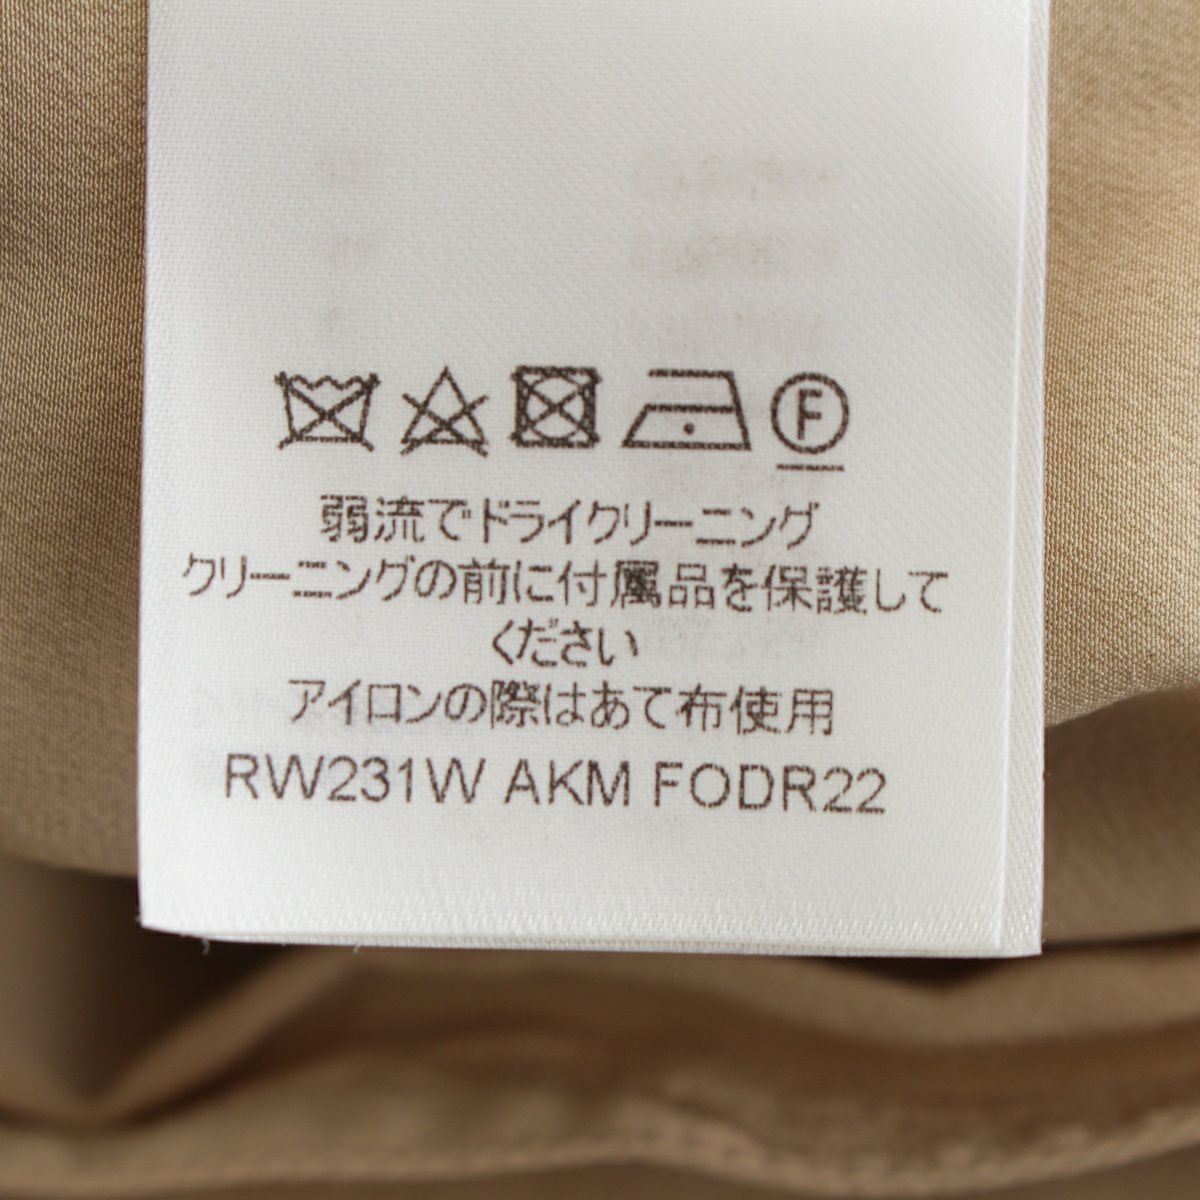 F
弱流でドライクリーニング
クリーニングの前に付属品を保護して
ください
アイロンの際はあて布使用
RW231W AKM FODR22